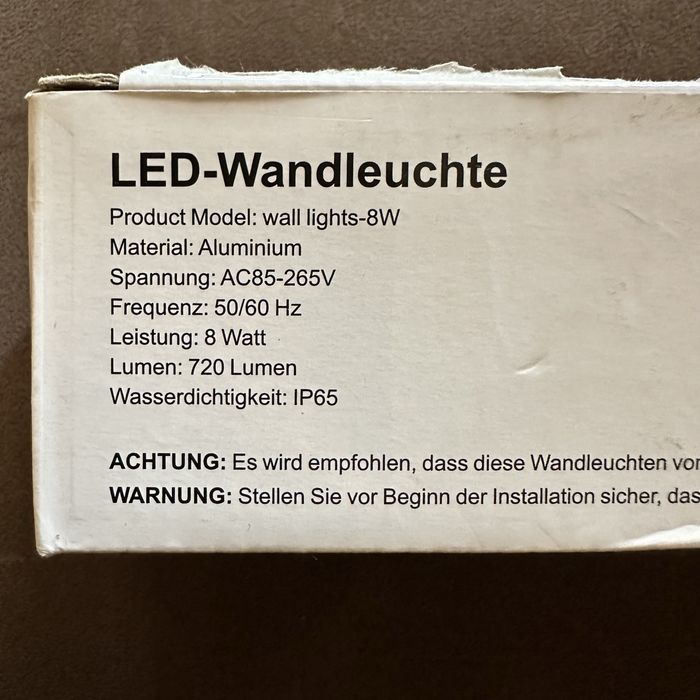 LED-Wandleuchte
Product Model: wall lights-8W
Material: Aluminium
Spannung: AC85-265V
Frequenz: 50/60 Hz
Leistung: 8 Watt
Lumen: 720 Lumen
Wasserdichtigkeit: IP65
ACHTUNG: Es wird empfohlen, dass diese Wandleuchten
WARNUNG: Stellen Sie vor Beginn der Installation sicher,